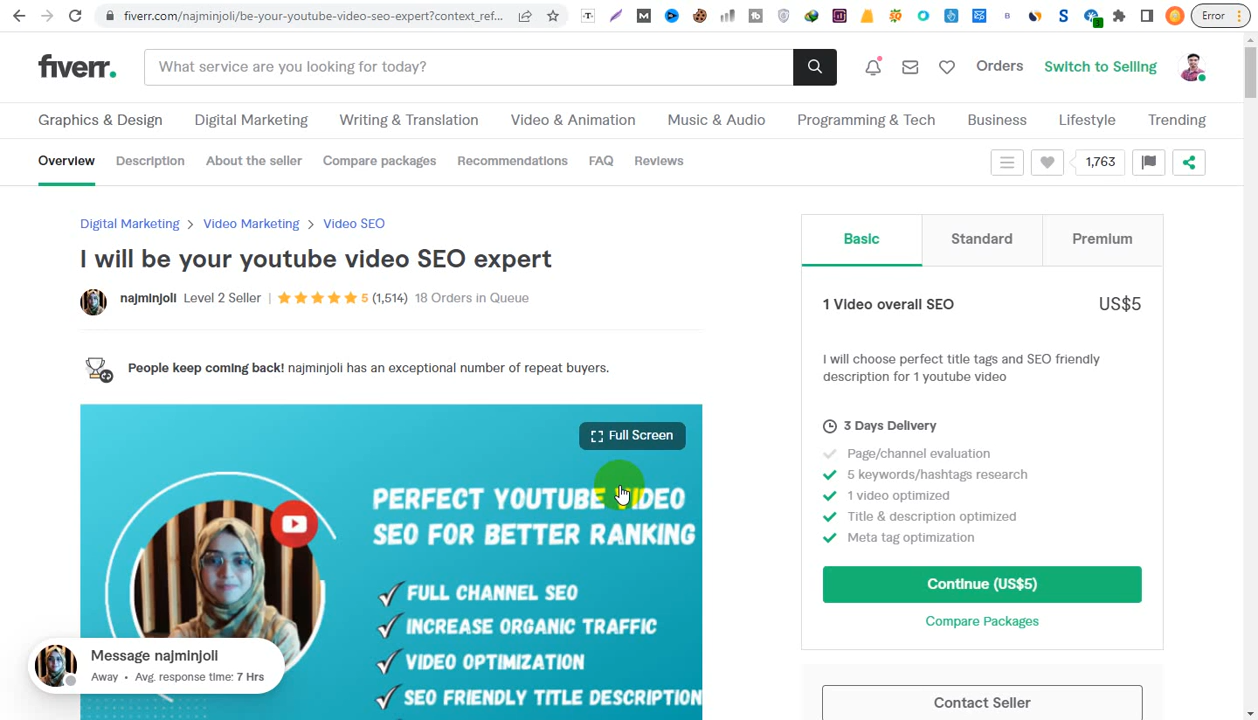 fiverr.com/najminjoli/be-your-youtube-video-seo-expert?context_ref...
Error
fiverr.
What service are you looking for today?
Orders
Switch to Selling
Graphics & Design
Digital Marketing
Writing & Translation
Video & Animation
Music & Audio
Programming & Tech
Business
Lifestyle
Trending
Overview
Description
About the seller
Compare packages
Recommendations
FAQ
Reviews
1,763
Digital Marketing > Video Marketing > Video SEO
I will be your youtube video SEO expert
najminjoli Level 2 Seller | 5 (1,514) 18 Orders in Queue
People keep coming back! najminjoli has an exceptional number of repeat buyers.
Full Screen
PERFECT YOUTUBE VIDEO
SEO FOR BETTER RANKING
FULL CHANNEL SEO
INCREASE ORGANIC TRAFFIC
VIDEO OPTIMIZATION
SEO FRIENDLY TITLE DESCRIPTION
Message najminjoli
Away • Avg. response time: 7 Hrs
Basic
Standard
Premium
1 Video overall SEO US$5
I will choose perfect title tags and SEO friendly
description for 1 youtube video
3 Days Delivery
Page/channel evaluation
5 keywords/hashtags research
1 video optimized
Title & description optimized
Meta tag optimization
Continue (US$5)
Compare Packages
Contact Seller